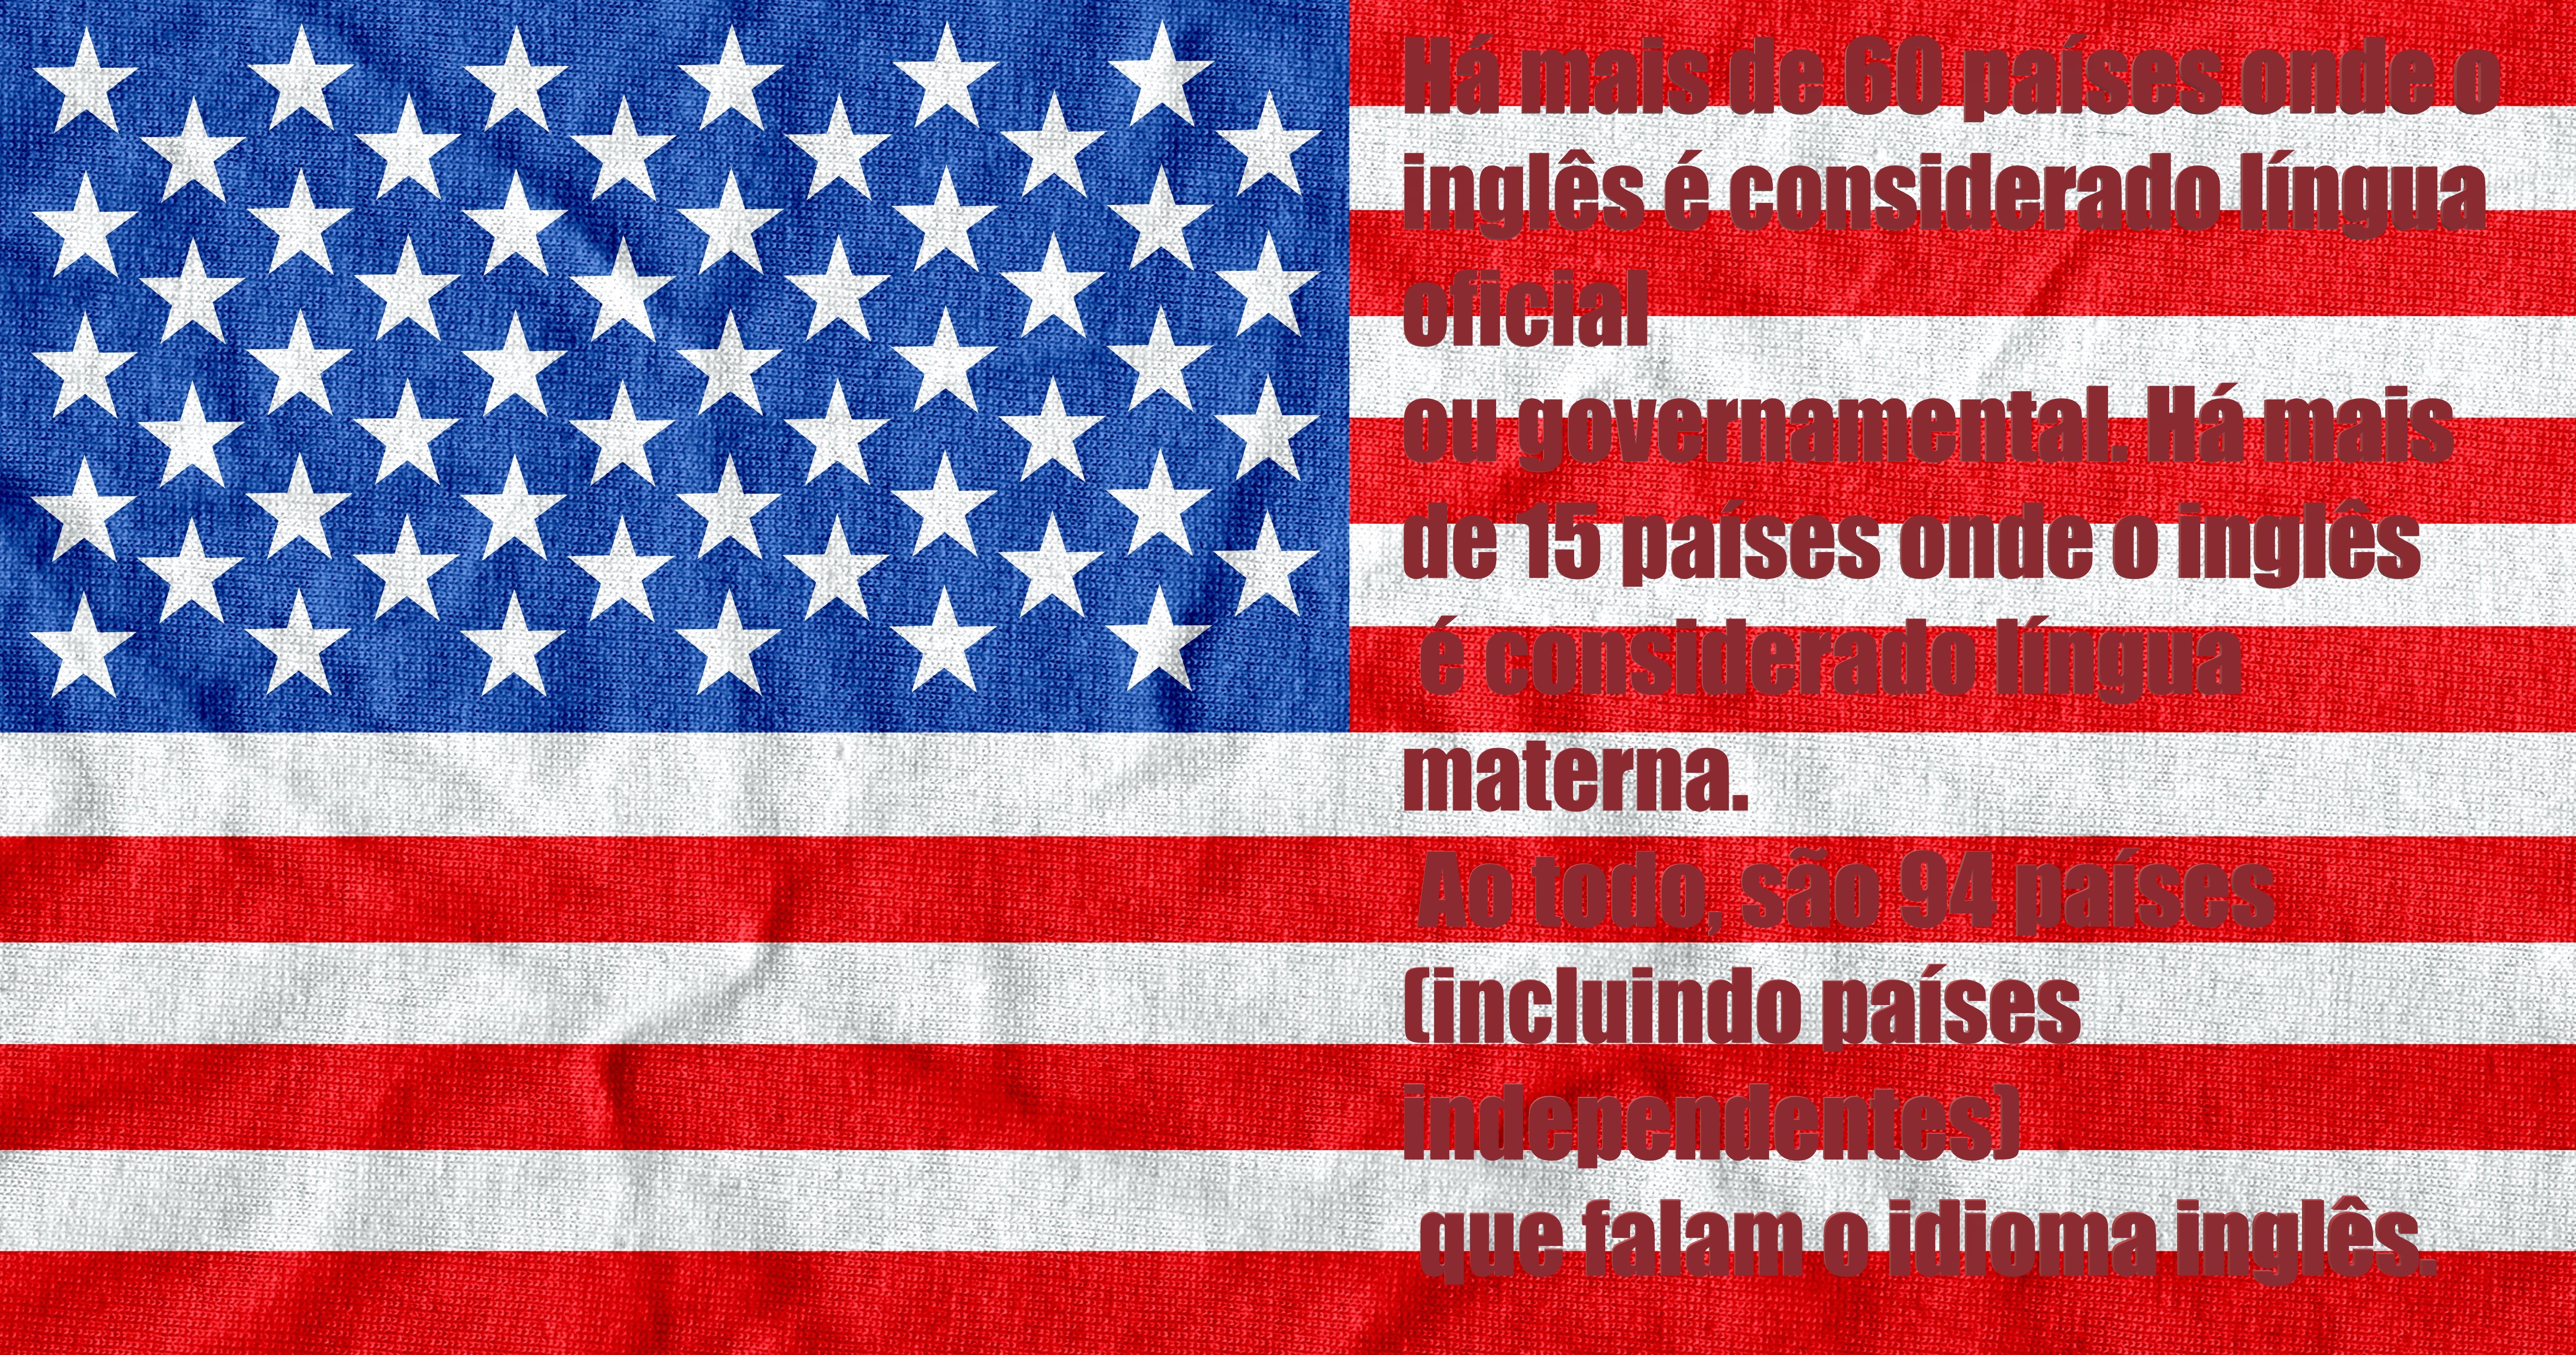 Há mais de 60 países onde o
inglês é considerado língua
oficial
ou governamental. Há mais
de 15 países onde o inglês
é considerado língua
materna.
Ao todo, são 94 países
(incluindo países
independentes)
que falam o idioma inglês.